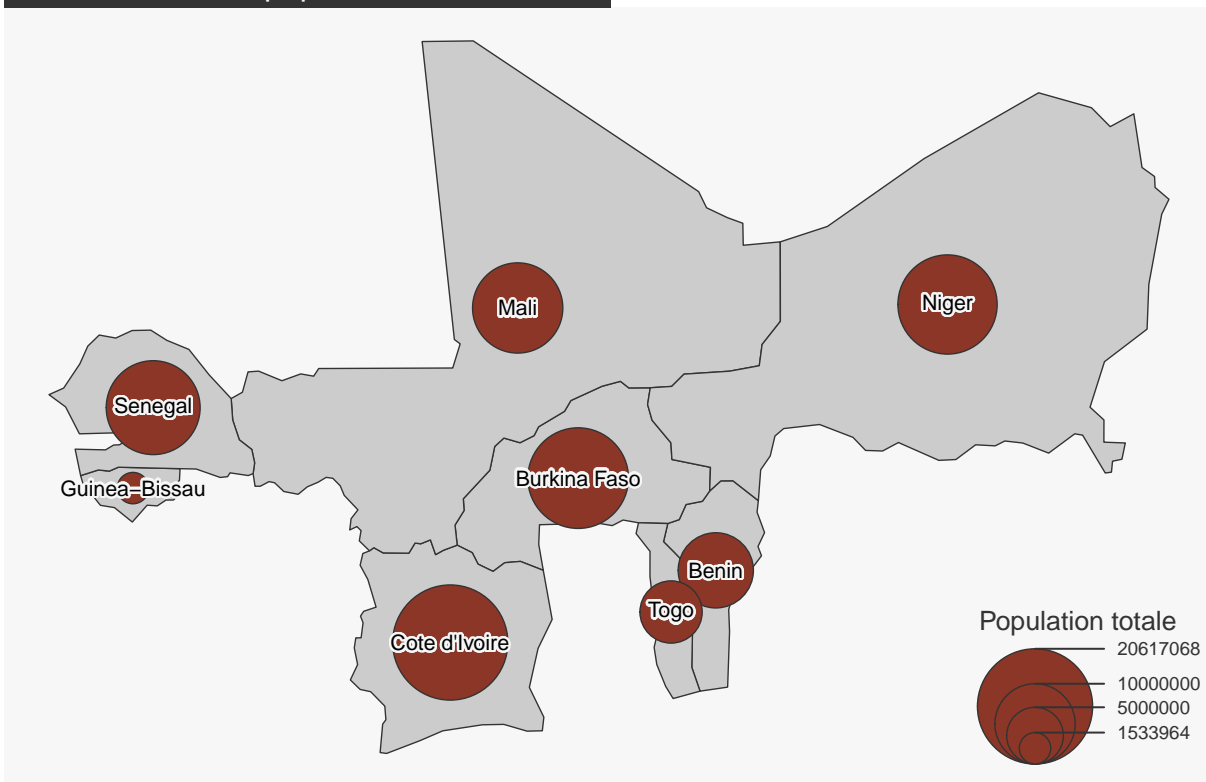 Mali
Niger
Senegal
Burkina Faso
Guinea–Bissau
Benin
Togo
Cote d'Ivoire
Population totale
20617068
10000000
5000000
1533964